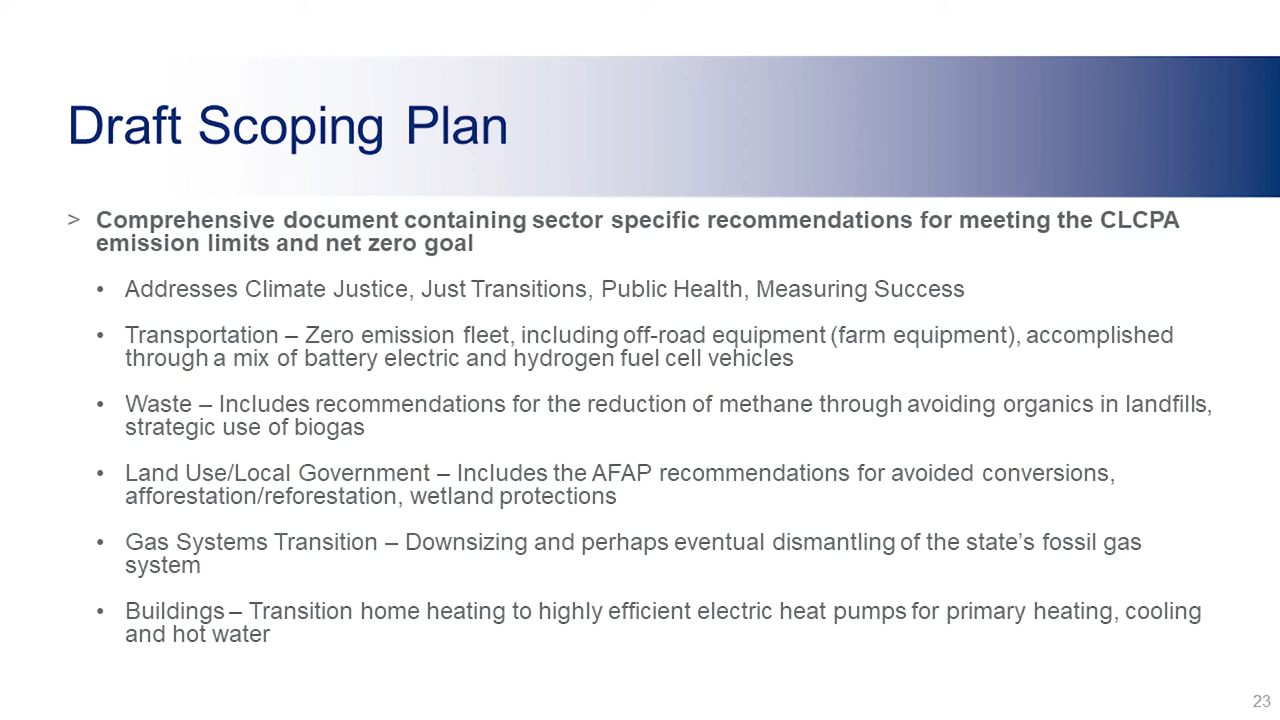 Draft Scoping Plan
> Comprehensive document containing sector specific recommendations for meeting the CLCPA
emission limits and net zero goal
• Addresses Climate Justice, Just Transitions, Public Health, Measuring Success
• Transportation – Zero emission fleet, including off-road equipment (farm equipment), accomplished
through a mix of battery electric and hydrogen fuel cell vehicles
• Waste – Includes recommendations for the reduction of methane through avoiding organics in landfills,
strategic use of biogas
• Land Use/Local Government – Includes the AFAP recommendations for avoided conversions,
afforestation/reforestation, wetland protections
• Gas Systems Transition – Downsizing and perhaps eventual dismantling of the state’s fossil gas
system
• Buildings – Transition home heating to highly efficient electric heat pumps for primary heating, cooling
and hot water
23